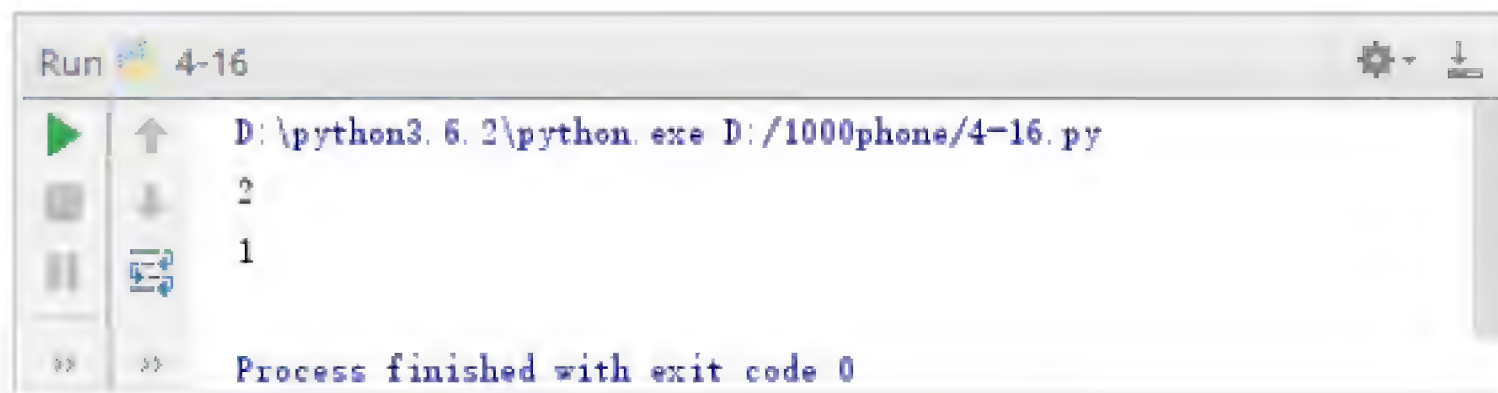 Run 4-16
D:\python3.6.2\python.exe D:/1000phone/4-16.py
2
1
Process finished with exit code 0